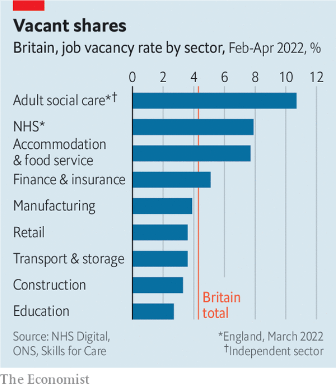 Vacant shares
Britain, job vacancy rate by sector, Feb-Apr 2022, %
0 2 4 6 8 10 12
Adult social care*†
NHS*
Accommodation
& food service
Finance & insurance
Manufacturing
Retail
Transport & storage
Construction
Education
Britain
total
Source: NHS Digital,
ONS, Skills for Care
*England, March 2022
†Independent sector
The Economist